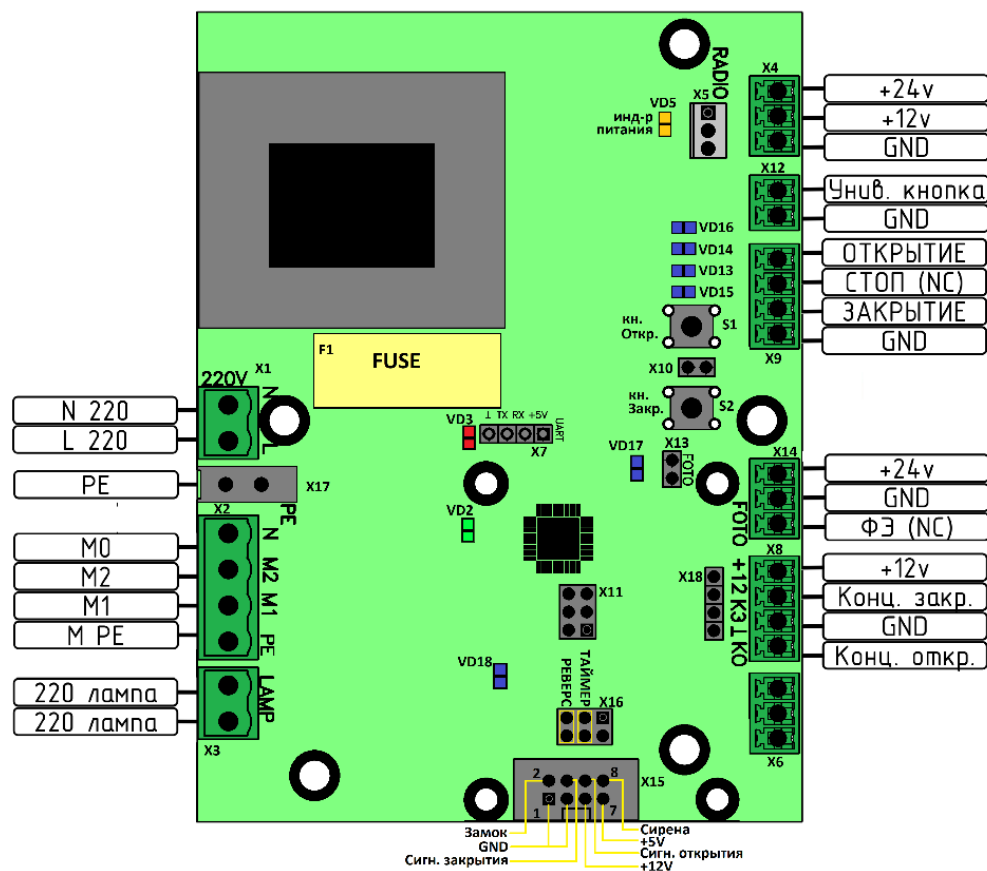 RADIO
X4
X5
VD5
инд-р
питания
+24v
+12v
GND
X12
Унив. кнопка
GND
VD16
VD14
VD13
VD15
ОТКРЫТИЕ
СТОП (NC)
ЗАКРЫТИЕ
GND
X9
кн.
Откр.
S1
X10
кн.
Закр.
S2
F1
FUSE
X1
220V
N
L
N 220
L 220
PE
X17
PE
VD3
⊥ TX RX +5V
UART
X7
VD17
X13
FOTO
X14
FOTO
+24v
GND
ФЭ (NC)
VD2
X2
N
M2
M1
PE
M0
M2
M1
M PE
X18
X8
+12 КЗ ⊥ КО
+12v
Конц. закр.
GND
Конц. откр.
X11
VD18
РЕВЕРС
ТАЙМЕР
X16
LAMP
X3
220 лампа
220 лампа
X6
2
8
X15
1
7
Замок
GND
Сигн. закрытия
Сирена
+5V
Сигн. открытия
+12V